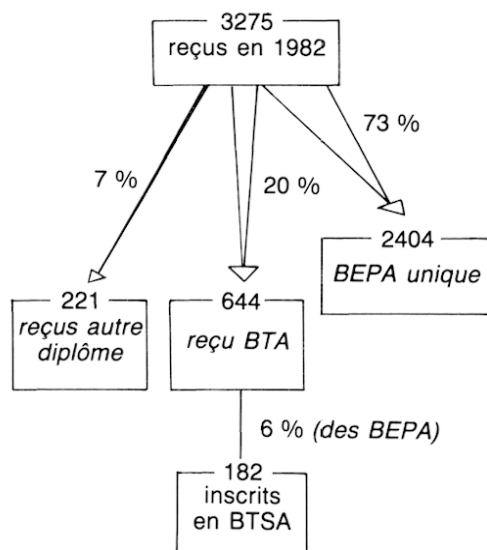 3275
reçus en 1982
73 %
7 %
20 %
2404
BEPA unique
221
reçus autre
diplôme
644
reçu BTA
6 % (des BEPA)
182
inscrits
en BTSA